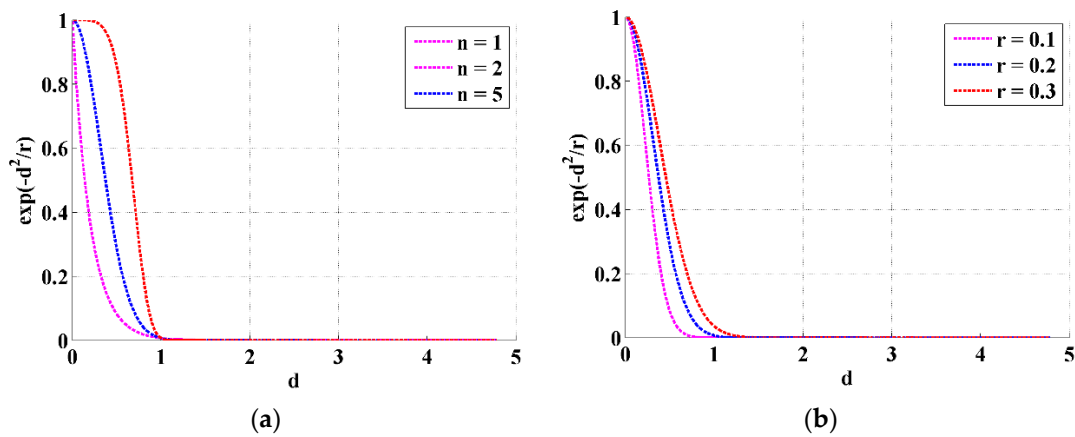 1
0.8
0.6
0.4
0.2
0
0
1
2
3
4
5
exp(-d²/r)
d
n = 1
n = 2
n = 5
(a)
1
0.8
0.6
0.4
0.2
0
0
1
2
3
4
5
exp(-d²/r)
d
r = 0.1
r = 0.2
r = 0.3
(b)